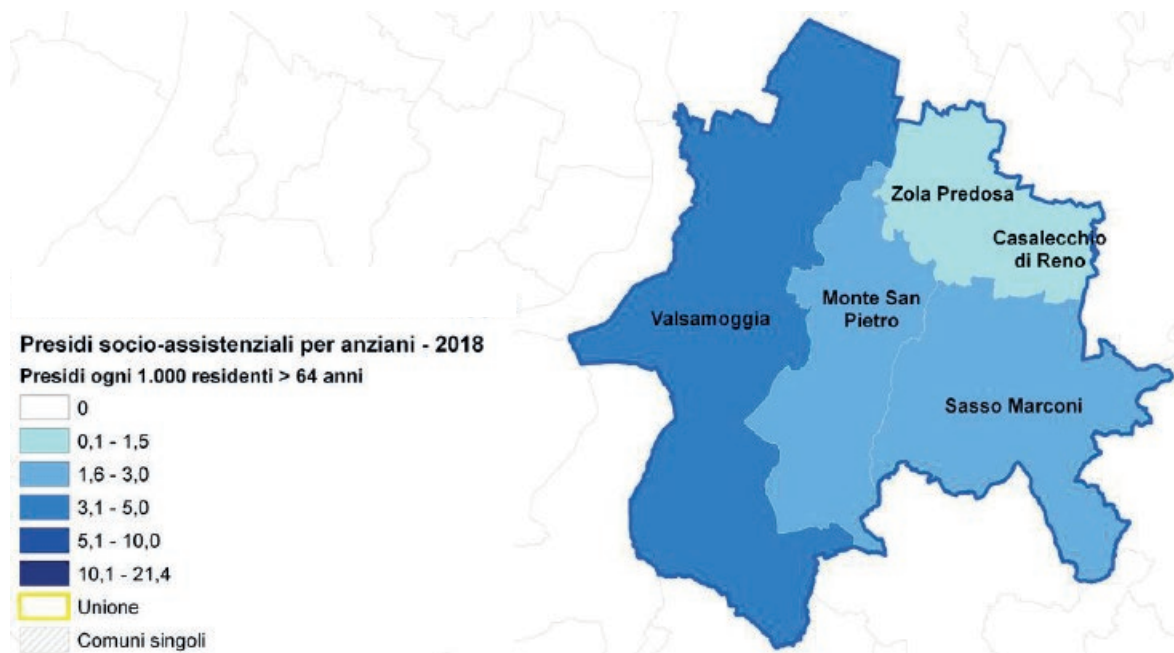 Zola Predosa
Casalecchio
di Reno
Monte San
Pietro
Valsamoggia
Sasso Marconi
Presidi socio-assistenziali per anziani - 2018
Presidi ogni 1.000 residenti > 64 anni
0
0,1 - 1,5
1,6 - 3,0
3,1 - 5,0
5,1 - 10,0
10,1 - 21,4
Unione
Comuni singoli